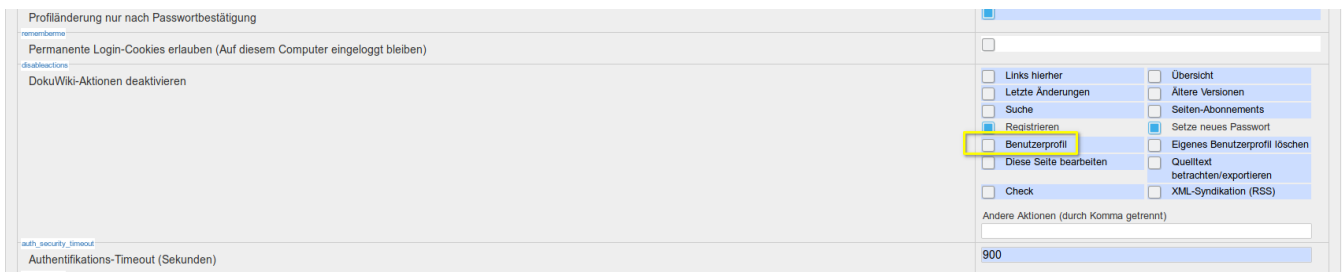 Profiländerung nur nach Passwortbestätigung
rememberme
Permanente Login-Cookies erlauben (Auf diesem Computer eingeloggt bleiben)
disableactions
DokuWiki-Aktionen deaktivieren
Links hierher
Übersicht
Letzte Änderungen
Ältere Versionen
Suche
Seiten-Abonnements
Registrieren
Setze neues Passwort
Benutzerprofil
Eigenes Benutzerprofil löschen
Diese Seite bearbeiten
Quelltext
betrachten/exportieren
Check
XML-Syndikation (RSS)
Andere Aktionen (durch Komma getrennt)
auth_security_timeout
Authentifikations-Timeout (Sekunden)
900